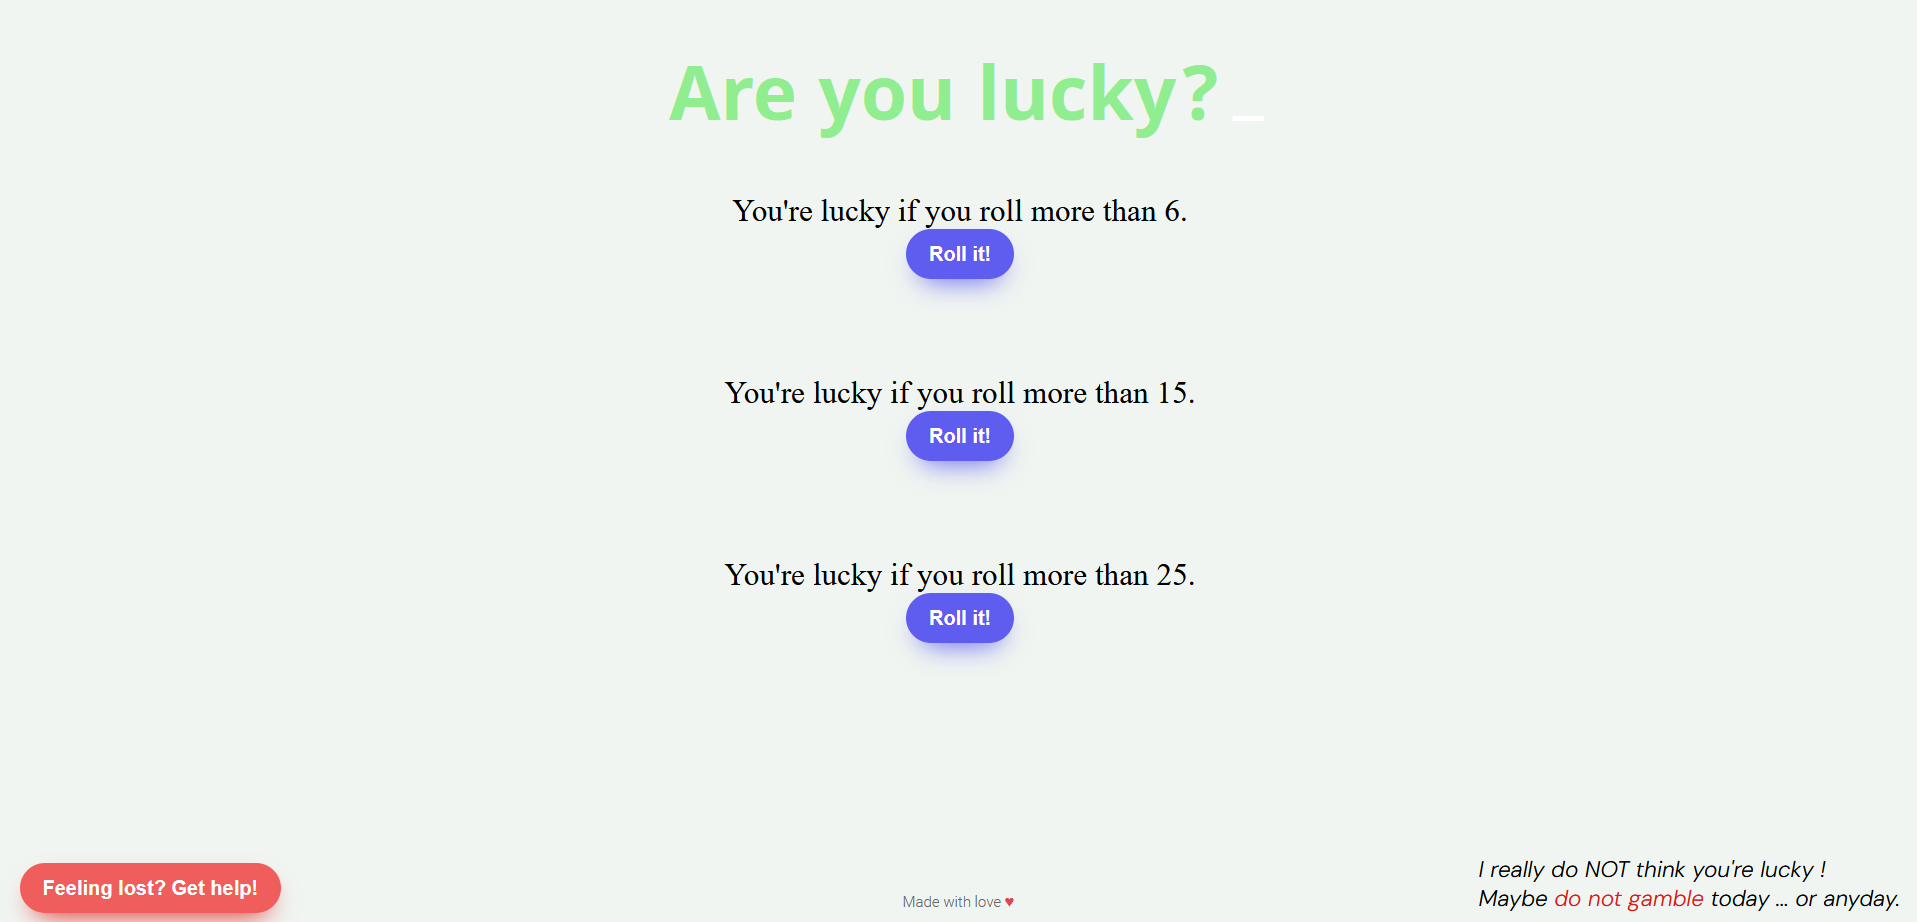 Are you lucky?_
You're lucky if you roll more than 6.
Roll it!
You're lucky if you roll more than 15.
Roll it!
You're lucky if you roll more than 25.
Roll it!
Feeling lost? Get help!
Made with love ♥
I really do NOT think you're lucky !
Maybe do not gamble today ... or anyday.